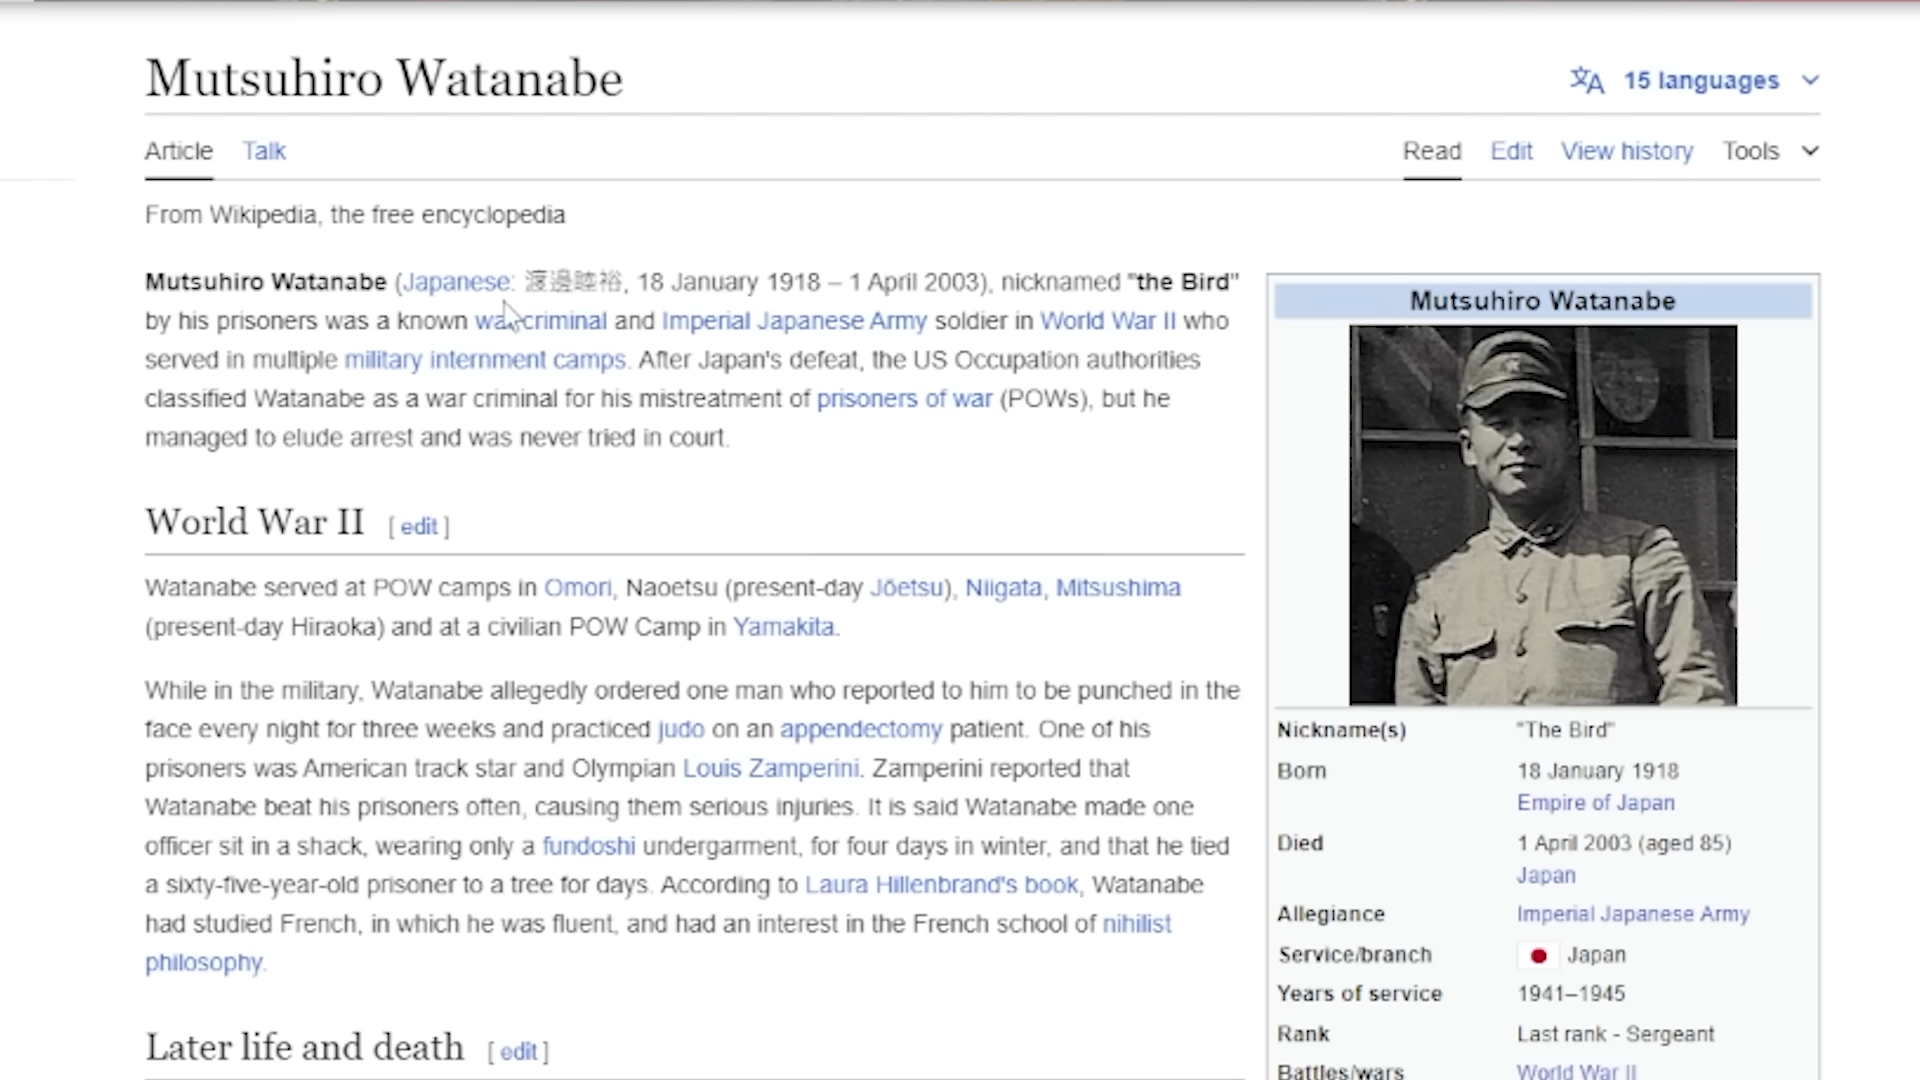 Mutsuhiro Watanabe
15 languages
Article Talk
Read Edit View history Tools
From Wikipedia, the free encyclopedia
Mutsuhiro Watanabe (Japanese: 渡邊睦裕, 18 January 1918 – 1 April 2003), nicknamed "the Bird"
by his prisoners was a known war criminal and Imperial Japanese Army soldier in World War II who
served in multiple military internment camps. After Japan's defeat, the US Occupation authorities
classified Watanabe as a war criminal for his mistreatment of prisoners of war (POWs), but he
managed to elude arrest and was never tried in court.
World War II [ edit ]
Watanabe served at POW camps in Omori, Naoetsu (present-day Jōetsu), Niigata, Mitsushima
(present-day Hiraoka) and at a civilian POW Camp in Yamakita.
While in the military, Watanabe allegedly ordered one man who reported to him to be punched in the
face every night for three weeks and practiced judo on an appendectomy patient. One of his
prisoners was American track star and Olympian Louis Zamperini. Zamperini reported that
Watanabe beat his prisoners often, causing them serious injuries. It is said Watanabe made one
officer sit in a shack, wearing only a fundoshi undergarment, for four days in winter, and that he tied
a sixty-five-year-old prisoner to a tree for days. According to Laura Hillenbrand's book, Watanabe
had studied French, in which he was fluent, and had an interest in the French school of nihilist
philosophy.
Later life and death [ edit ]
Mutsuhiro Watanabe
Nickname(s) "The Bird"
Born 18 January 1918
Empire of Japan
Died 1 April 2003 (aged 85)
Japan
Allegiance Imperial Japanese Army
Service/branch Japan
Years of service 1941–1945
Rank Last rank - Sergeant
Battles/wars World War II